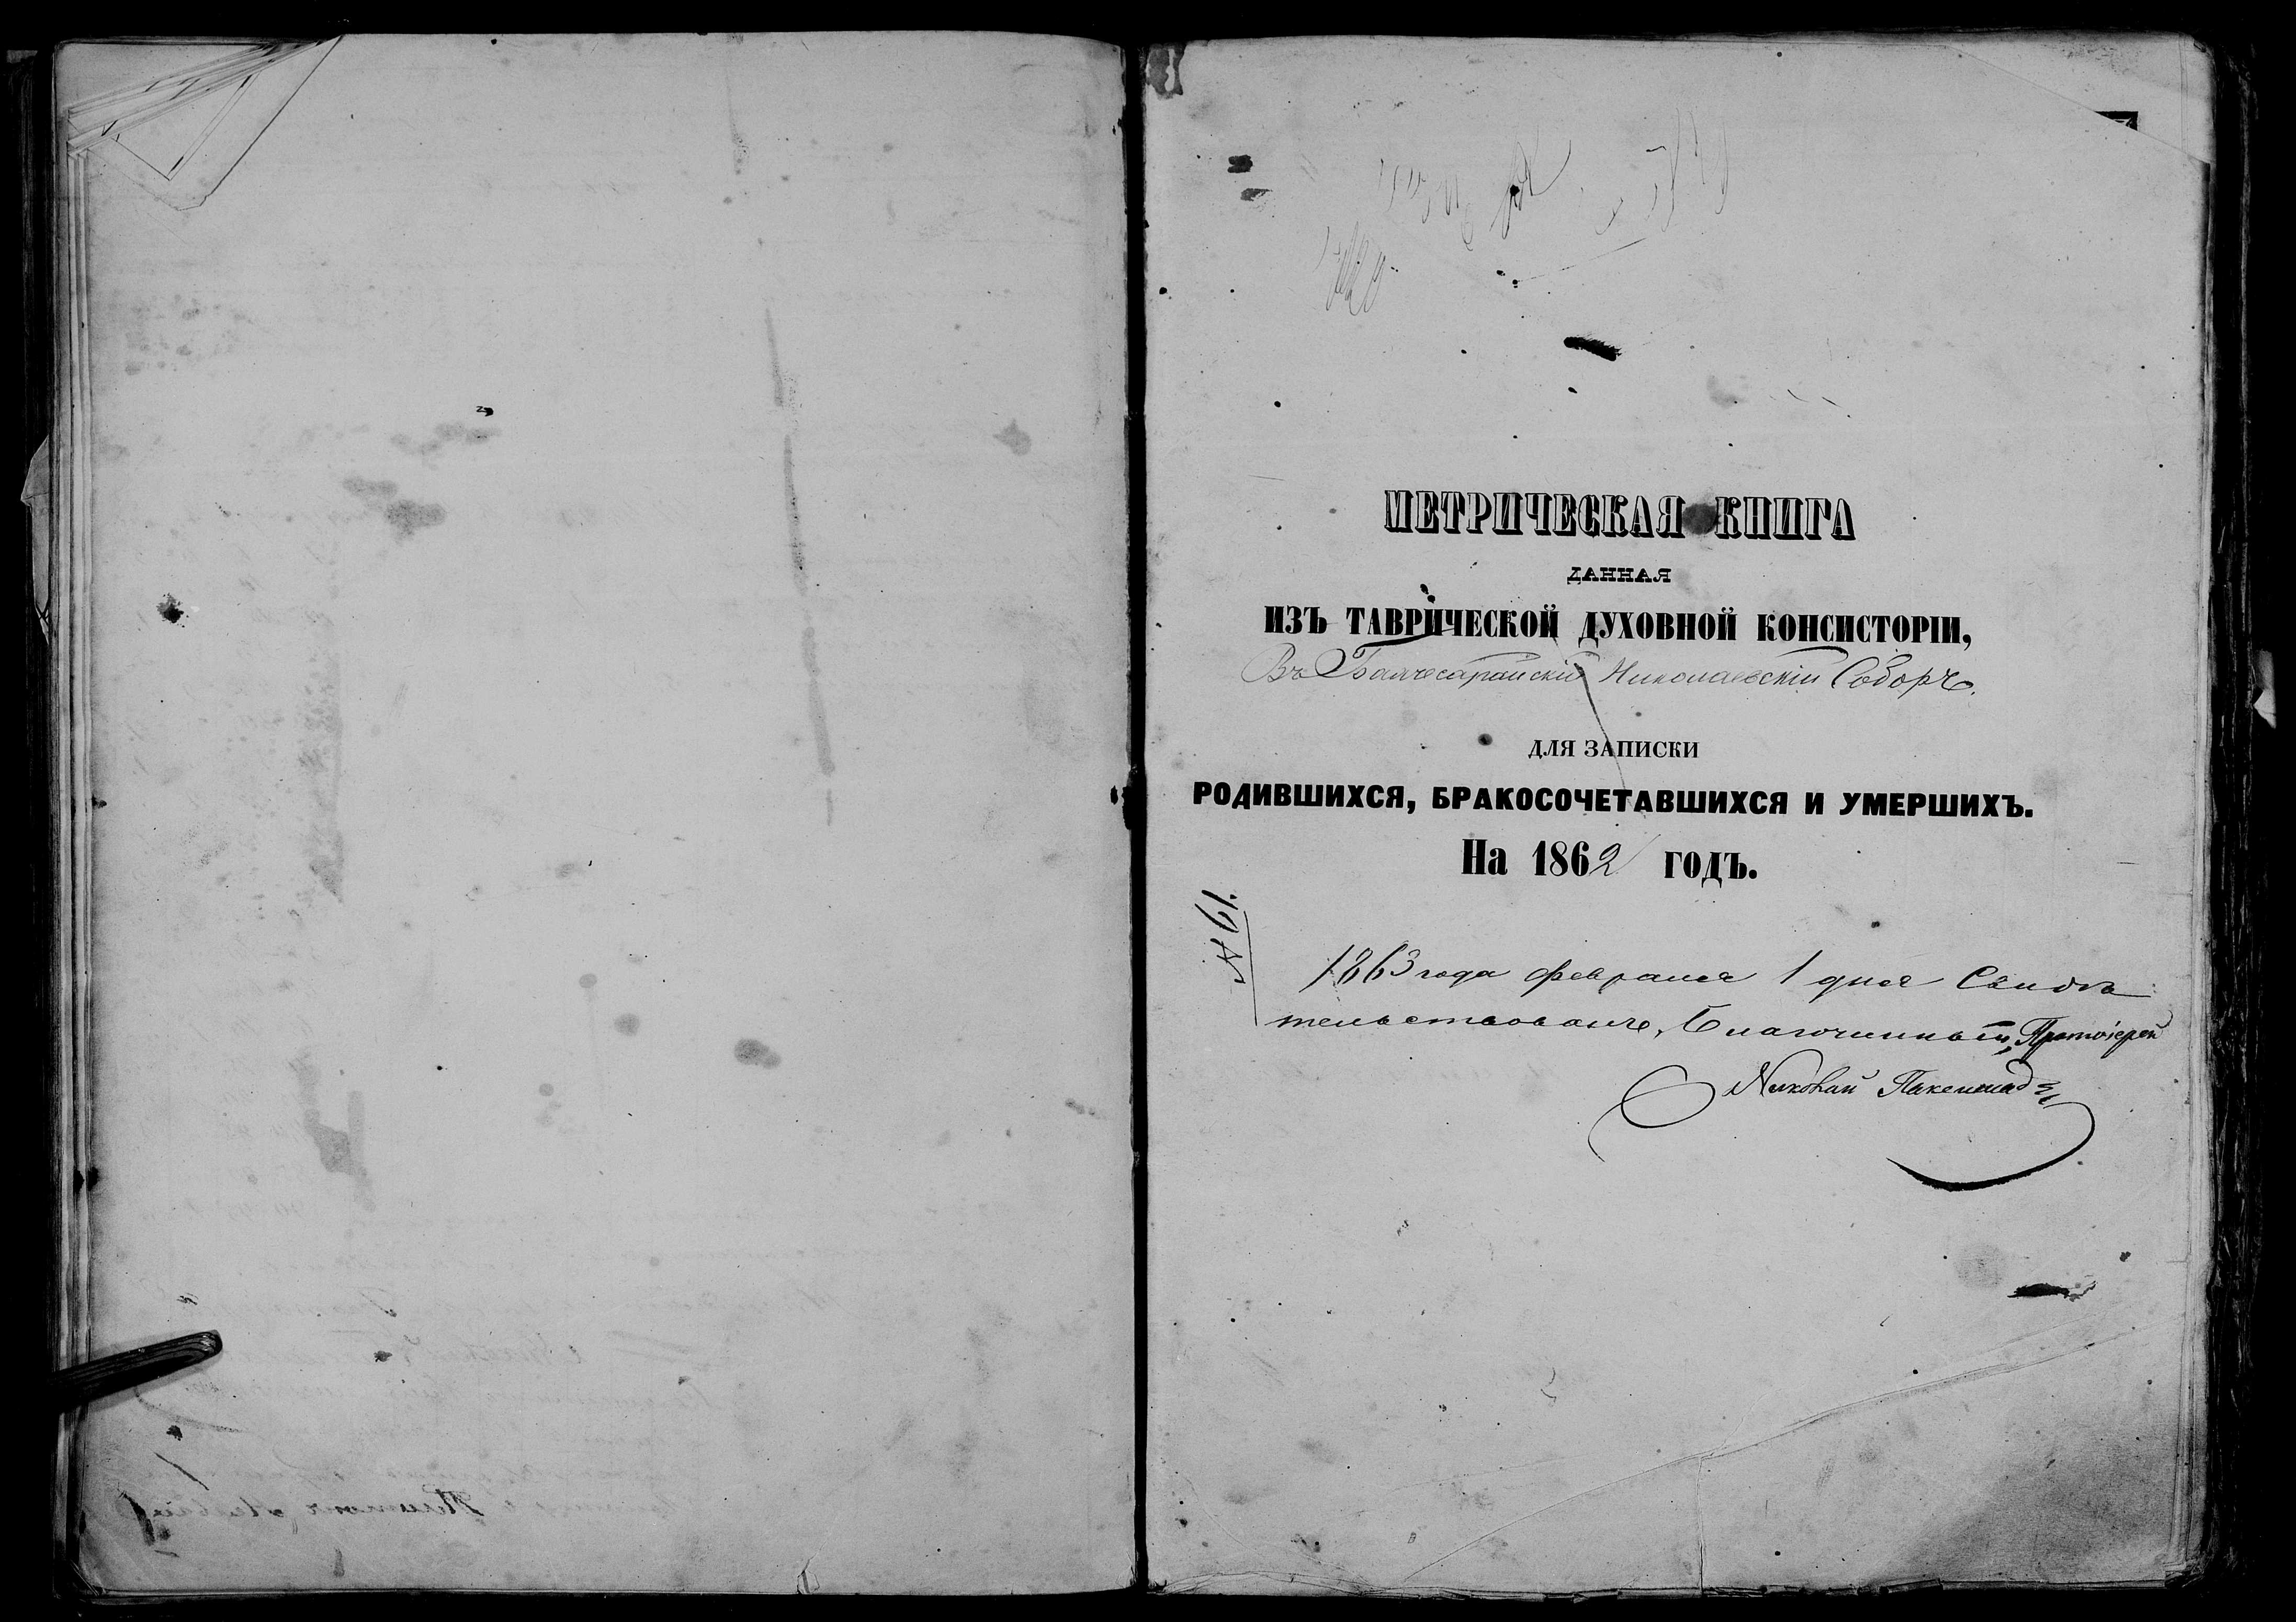 МЕТРИЧЕСКАЯ КНИГА
ДАННАЯ
ИЗЪ ТАВРИЧЕСКОЙ ДУХОВНОЙ КОНСИСТОРІИ,
Въ Бахчесарайскій Николаевскій Соборъ.
ДЛЯ ЗАПИСКИ
РОДИВШИХСЯ, БРАКОСОЧЕТАВШИХСЯ И УМЕРШИХЪ.
На 1862 ГОДЪ.
№ 61.
1863 года февраля 1 дня Свидѣ
тельствовалъ, Благочинный Протоіерей
Николай